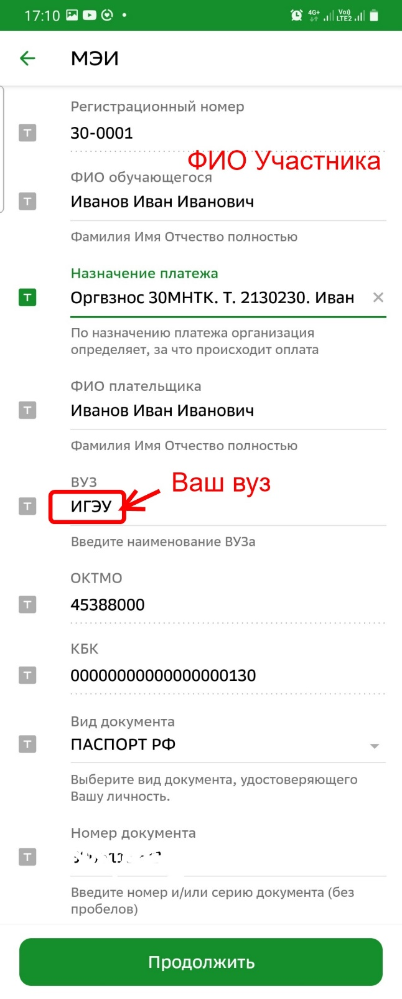 17:10
4G+ Vo)) LTE2
МЭИ
Регистрационный номер
T
30-0001
ФИО Участника
ФИО обучающегося
T
Иванов Иван Иванович
Фамилия Имя Отчество полностью
Назначение платежа
T
Оргвзнос 30МНТК. Т. 2130230. Иван
По назначению платежа организация
определяет, за что происходит оплата
ФИО плательщика
T
Иванов Иван Иванович
Фамилия Имя Отчество полностью
ВУЗ
Ваш вуз
T
ИГЭУ
Введите наименование ВУЗа
ОКТМО
T
45388000
КБК
T
00000000000000000130
Вид документа
T
ПАСПОРТ РФ
Выберите вид документа, удостоверяющего
Вашу личность.
Номер документа
T
Введите номер и/или серию документа (без
пробелов)
Продолжить